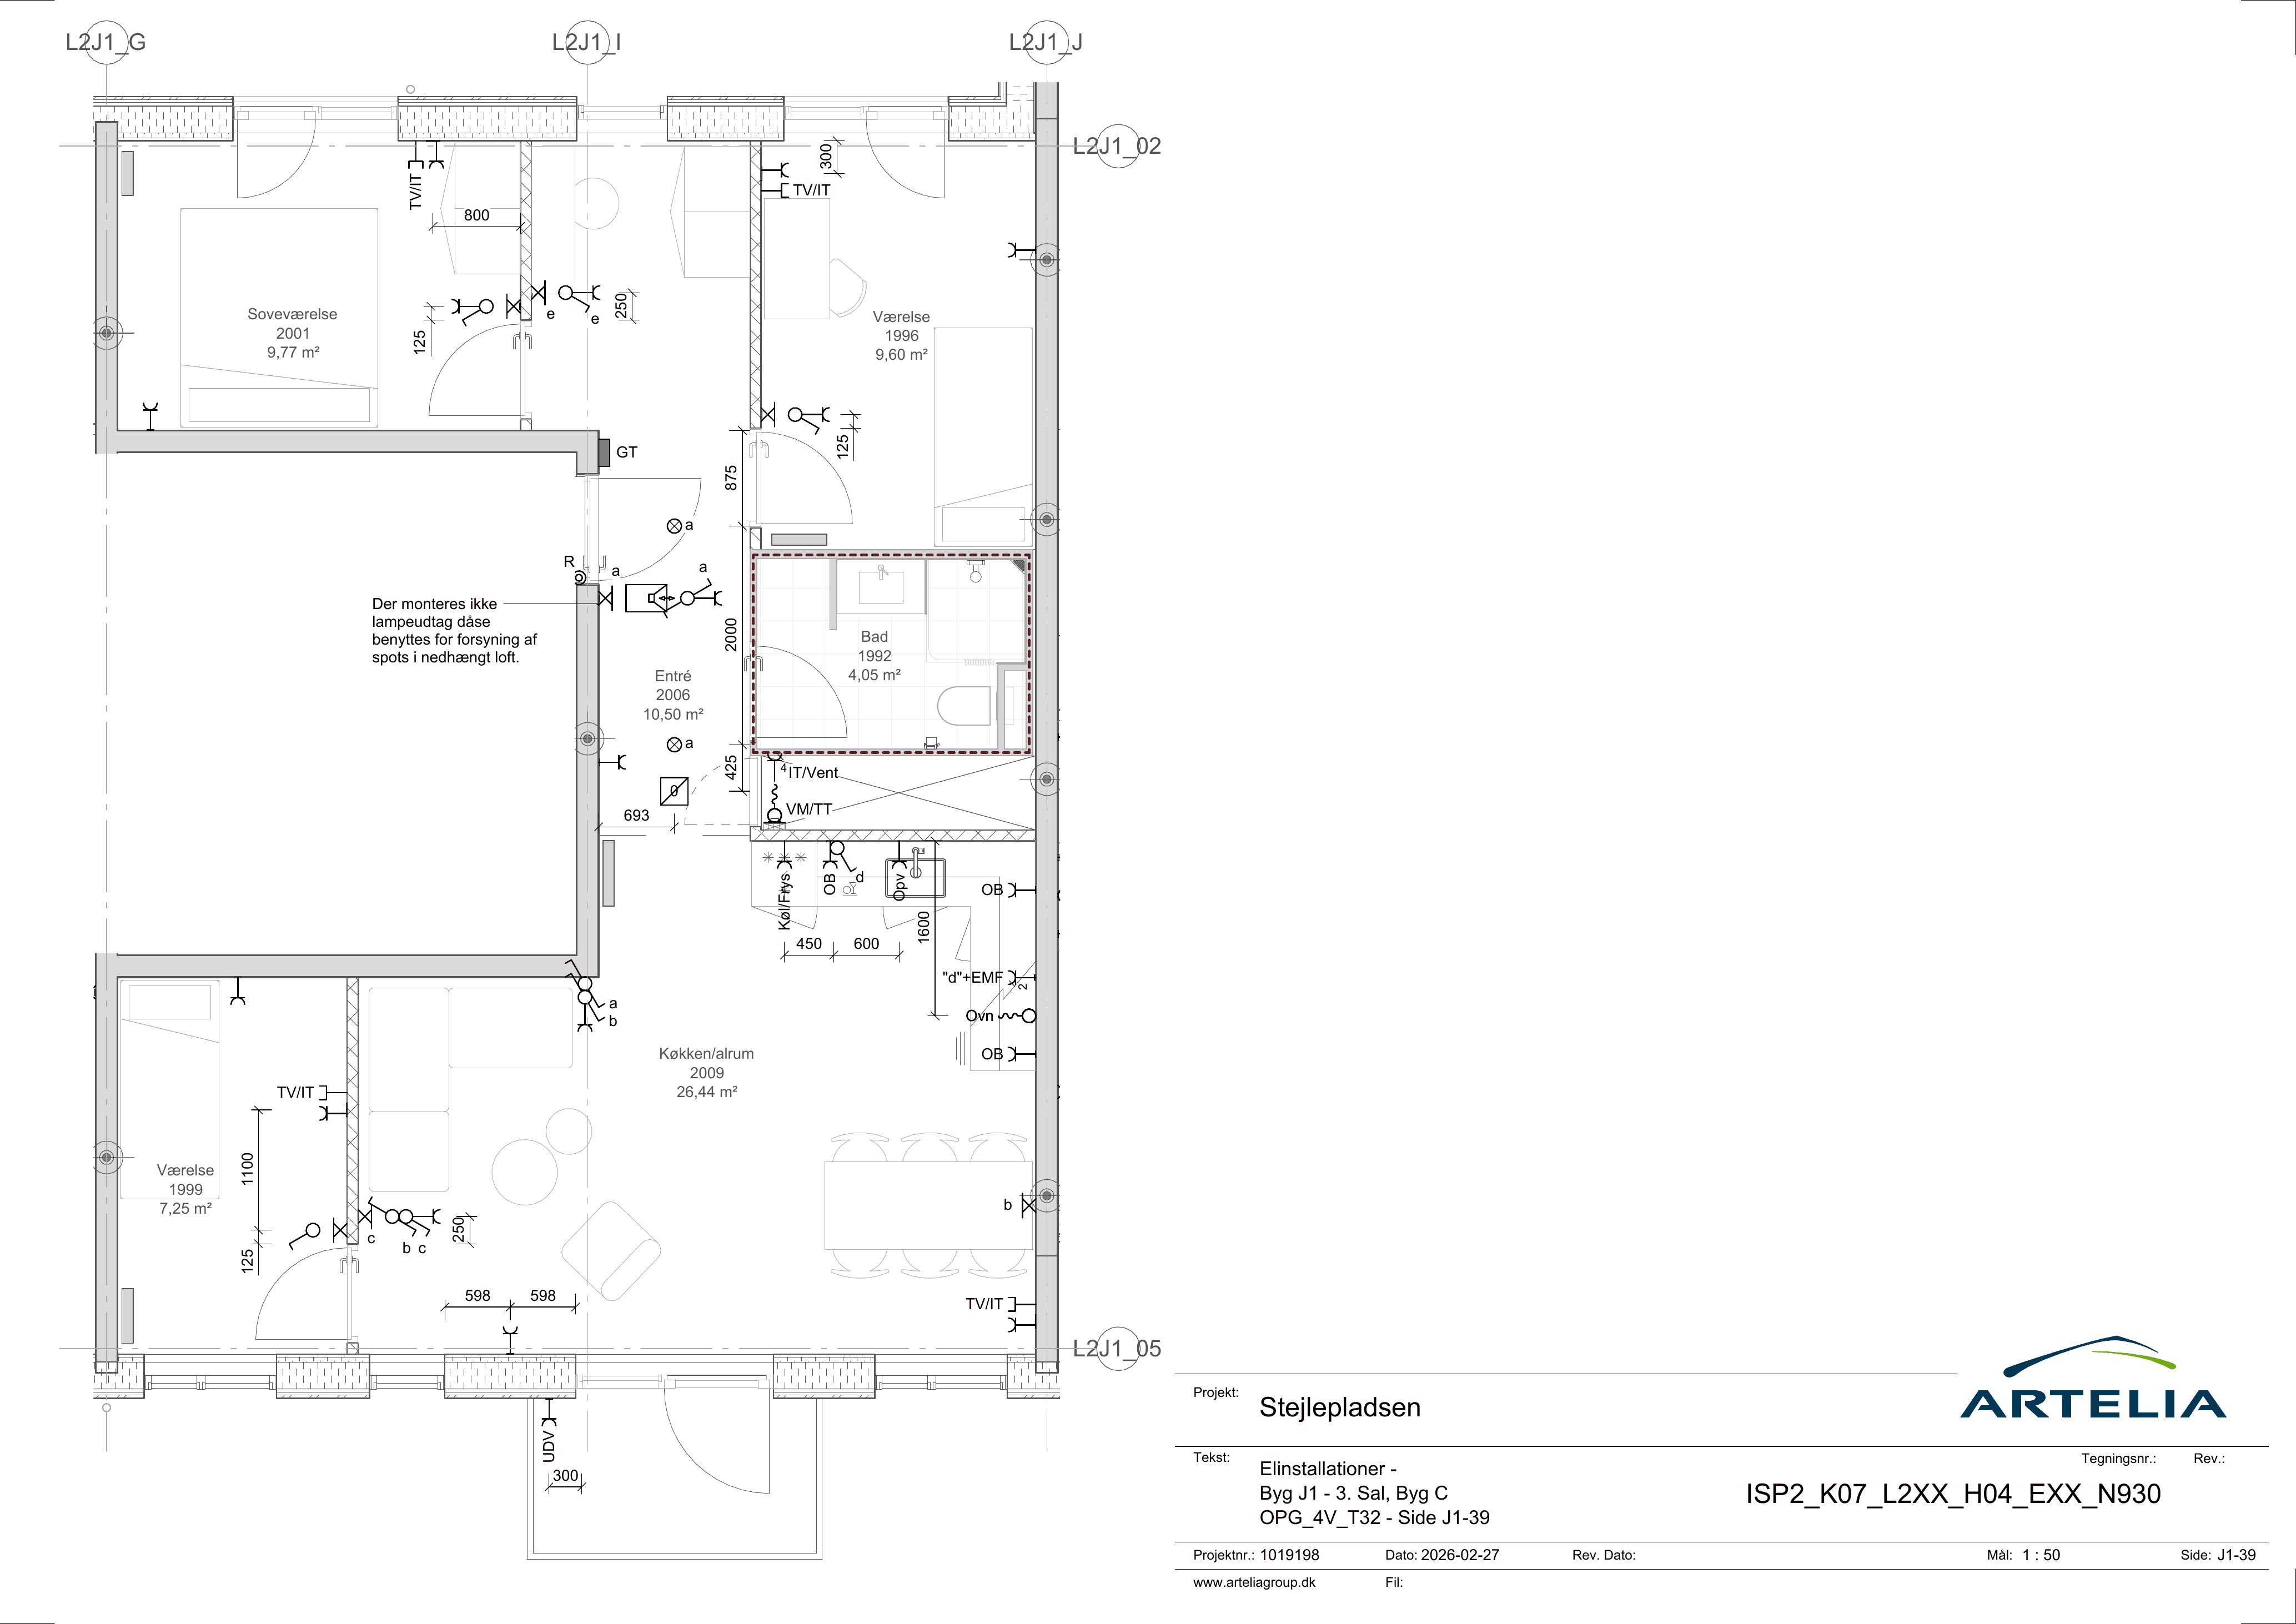 L2J1_G
L2J1_I
L2J1_J
L2J1_02
TV/IT
800
300
TV/IT
Soveværelse
2001
9,77 m²
125
e
e
250
Værelse
1996
9,60 m²
125
GT
875
a
R
a
a
Der monteres ikke
lampeudtag dåse
benyttes for forsyning af
spots i nedhængt loft.
2000
Bad
1992
4,05 m²
Entré
2006
10,50 m²
a
425
4
IT/Vent
0
VM/TT
693
Køl/Frys
OB
d
Opv
OB
1600
450
600
"d"+EMF
2
Ovn
a
b
OB
Køkken/alrum
2009
26,44 m²
TV/IT
1100
Værelse
1999
7,25 m²
b
c
b c
250
125
598
598
TV/IT
L2J1_05
UDV
300
ARTELIA
Projekt:
Stejlepladsen
Tekst:
Elinstallationer -
Byg J1 - 3. Sal, Byg C
OPG_4V_T32 - Side J1-39
Tegningsnr.:
Rev.:
ISP2_K07_L2XX_H04_EXX_N930
Projektnr.: 1019198
Dato: 2026-02-27
Rev. Dato:
Mål: 1 : 50
Side: J1-39
www.arteliagroup.dk
Fil: